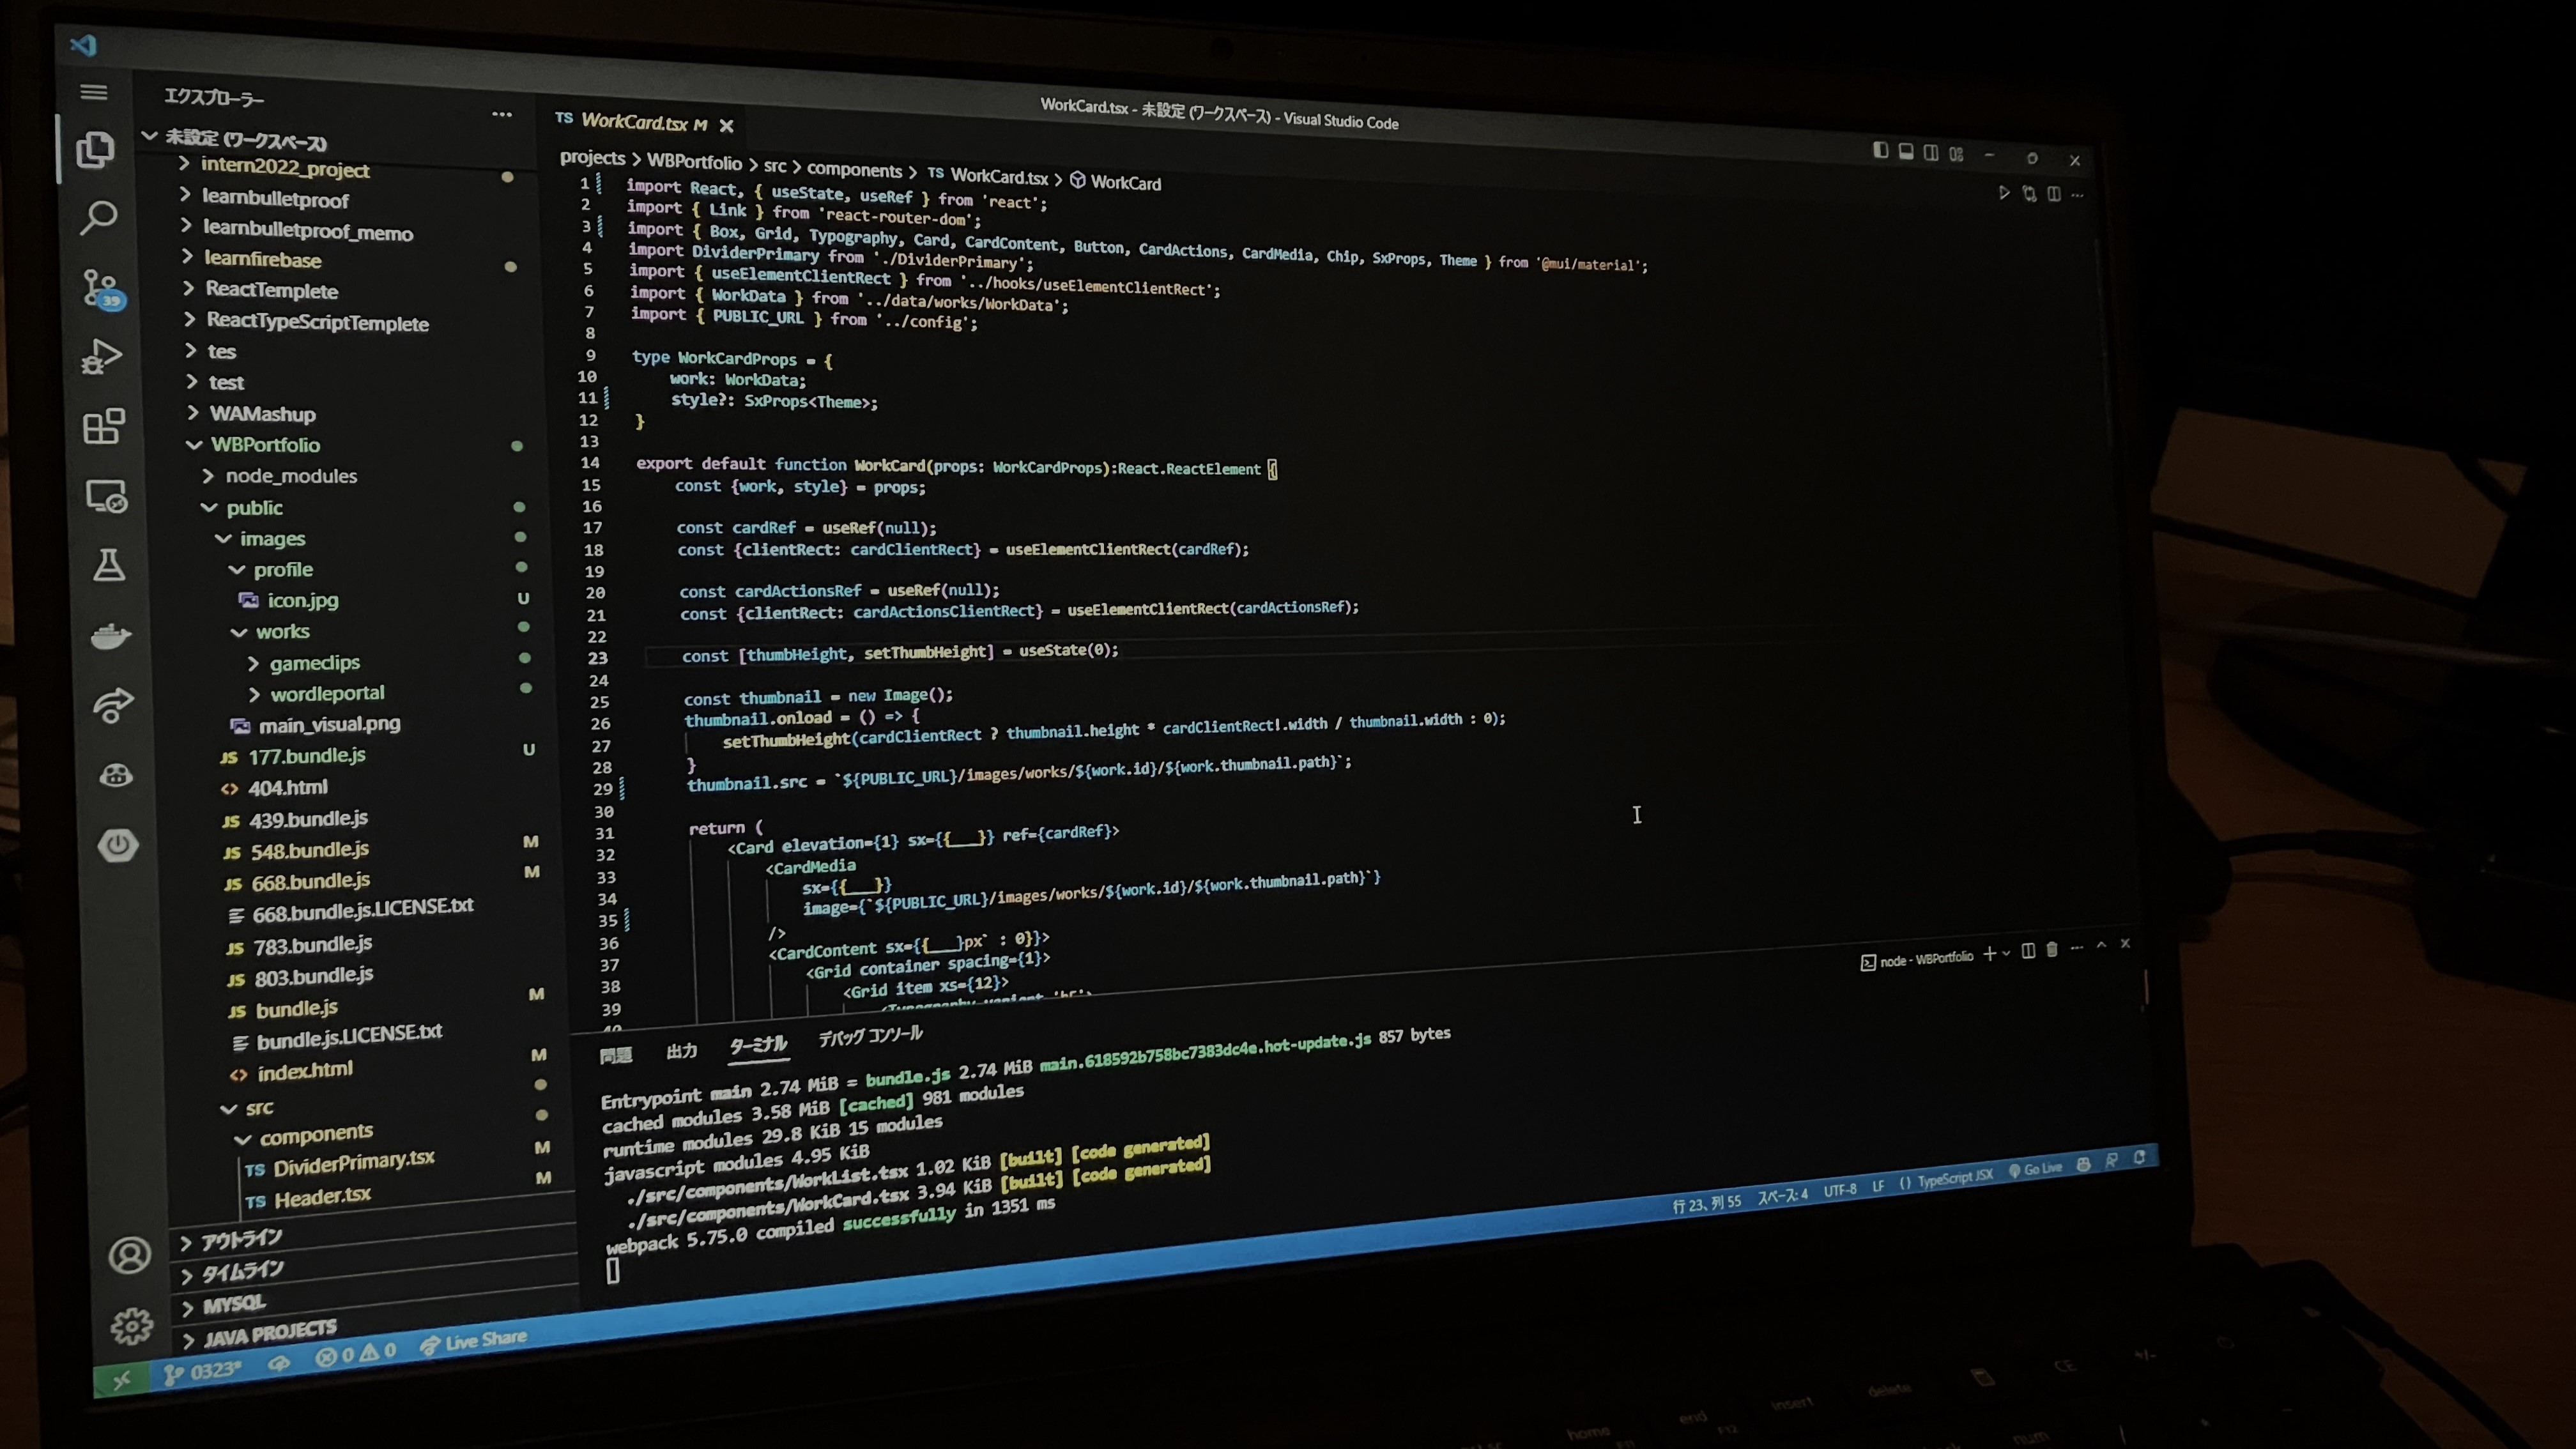 エクスプローラー
未設定 (ワークスペース)
intern2022_project
learnbulletproof
learnbulletproof_memo
learnfirebase
ReactTemplete
ReactTypeScriptTemplete
tes
test
WAMashup
WBPortfolio
node_modules
public
images
profile
icon.jpg U
works
gameclips
wordleportal
main_visual.png
JS 177.bundle.js U
<> 404.html
JS 439.bundle.js
JS 548.bundle.js M
JS 668.bundle.js M
668.bundle.js.LICENSE.txt
JS 783.bundle.js
JS 803.bundle.js
JS bundle.js M
bundle.js.LICENSE.txt
<> index.html M
src
components
TS DividerPrimary.tsx M
TS Header.tsx M
アウトライン
タイムライン
MYSQL
JAVA PROJECTS
39
WorkCard.tsx - 未設定 (ワークスペース) - Visual Studio Code
TS WorkCard.tsx M
projects > WBPortfolio > src > components > TS WorkCard.tsx > WorkCard
1 import React, { useState, useRef } from 'react';
2 import { Link } from 'react-router-dom';
3 import { Box, Grid, Typography, Card, CardContent, Button, CardActions, CardMedia, Chip, SxProps, Theme } from '@mui/material';
4 import DividerPrimary from './DividerPrimary';
5 import { useElementClientRect } from '../hooks/useElementClientRect';
6 import { WorkData } from '../data/works/WorkData';
7 import { PUBLIC_URL } from '../config';
8
9 type WorkCardProps = {
10 work: WorkData;
11 style?: SxProps<Theme>;
12 }
13
14 export default function WorkCard(props: WorkCardProps):React.ReactElement {
15 const {work, style} = props;
16
17 const cardRef = useRef(null);
18 const {clientRect: cardClientRect} = useElementClientRect(cardRef);
19
20 const cardActionsRef = useRef(null);
21 const {clientRect: cardActionsClientRect} = useElementClientRect(cardActionsRef);
22
23 const [thumbHeight, setThumbHeight] = useState(0);
24
25 const thumbnail = new Image();
26 thumbnail.onload = () => {
27 setThumbHeight(cardClientRect ? thumbnail.height * cardClientRect!.width / thumbnail.width : 0);
28 }
29 thumbnail.src = `${PUBLIC_URL}/images/works/${work.id}/${work.thumbnail.path}`;
30
31 return (
32 <Card elevation={1} sx={{___}} ref={cardRef}>
33 <CardMedia
34 sx={{___}}
35 image={`${PUBLIC_URL}/images/works/${work.id}/${work.thumbnail.path}`}
36 />
37 <CardContent sx={{___}px` : 0}}>
38 <Grid container spacing={1}>
39 <Grid item xs={12}>
問題 出力 ターミナル デバッグ コンソール
node - WBPortfolio
Entrypoint main 2.74 MiB = bundle.js 2.74 MiB main.618592b758bc7383dc4e.hot-update.js 857 bytes
cached modules 3.58 MiB [cached] 981 modules
runtime modules 29.8 KiB 15 modules
javascript modules 4.95 KiB
./src/components/WorkList.tsx 1.02 KiB [built] [code generated]
./src/components/WorkCard.tsx 3.94 KiB [built] [code generated]
webpack 5.75.0 compiled successfully in 1351 ms
0323* 0 0 Live Share
行 23、列 55 スペース: 4 UTF-8 LF {} TypeScript JSX Go Live
home end insert delete CE +/-
F11 F12 num